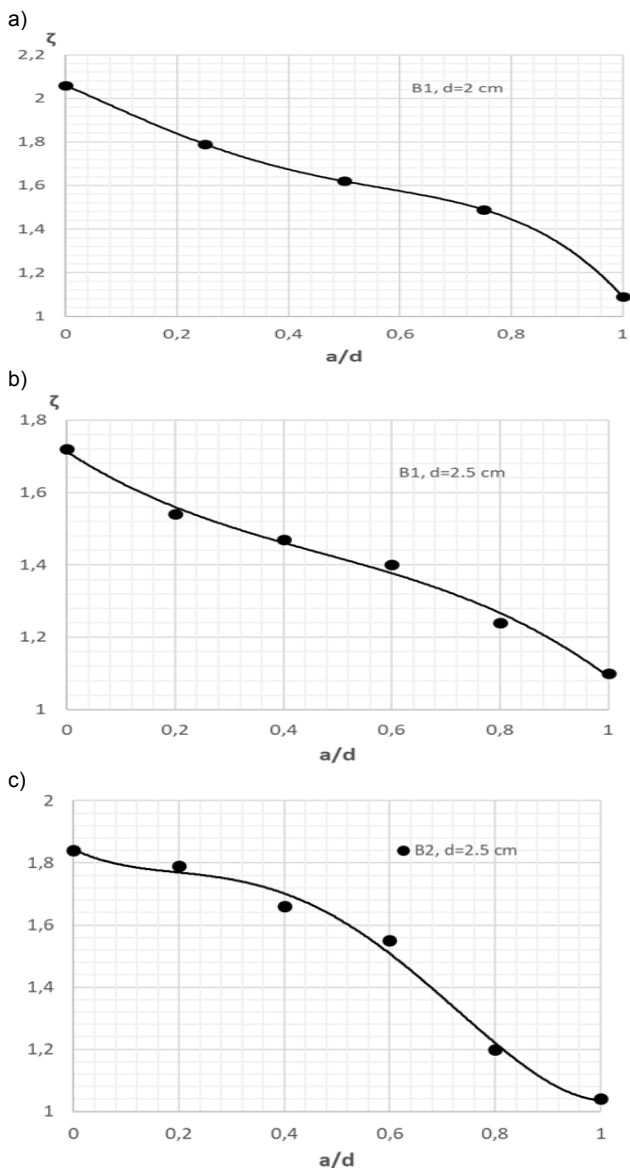 a)
ζ
2,2
2
1,8
1,6
1,4
1,2
1
B1, d=2 cm
0 0,2 0,4 0,6 0,8 1
a/d
b)
ζ
1,8
1,6
1,4
1,2
1
B1, d=2.5 cm
0 0,2 0,4 0,6 0,8 1
a/d
c)
2
1,8
1,6
1,4
1,2
1
B2, d=2.5 cm
0 0,2 0,4 0,6 0,8 1
a/d